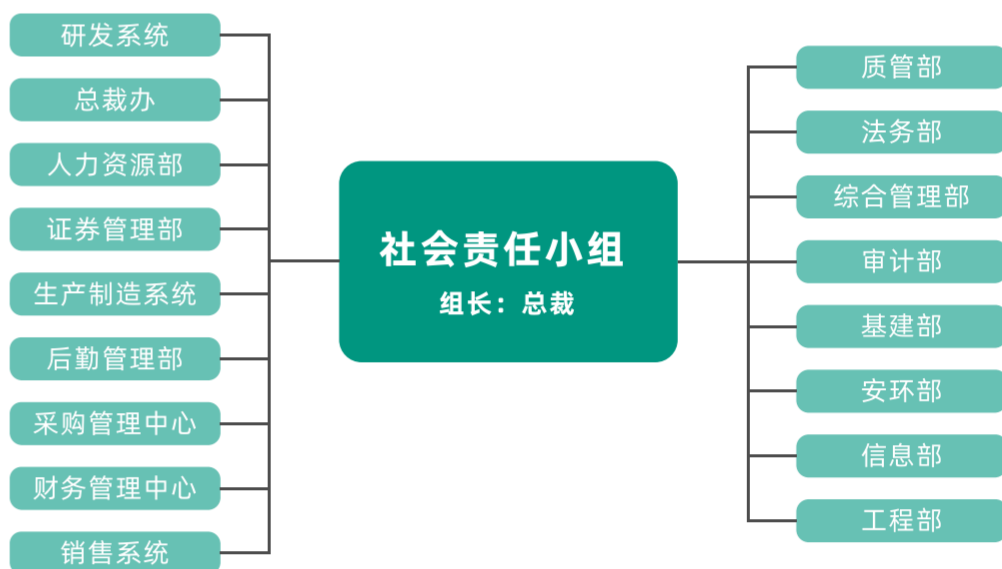 研发系统
总裁办
人力资源部
证券管理部
生产制造系统
后勤管理部
采购管理中心
财务管理中心
销售系统
社会责任小组
组长：总裁
质管部
法务部
综合管理部
审计部
基建部
安环部
信息部
工程部